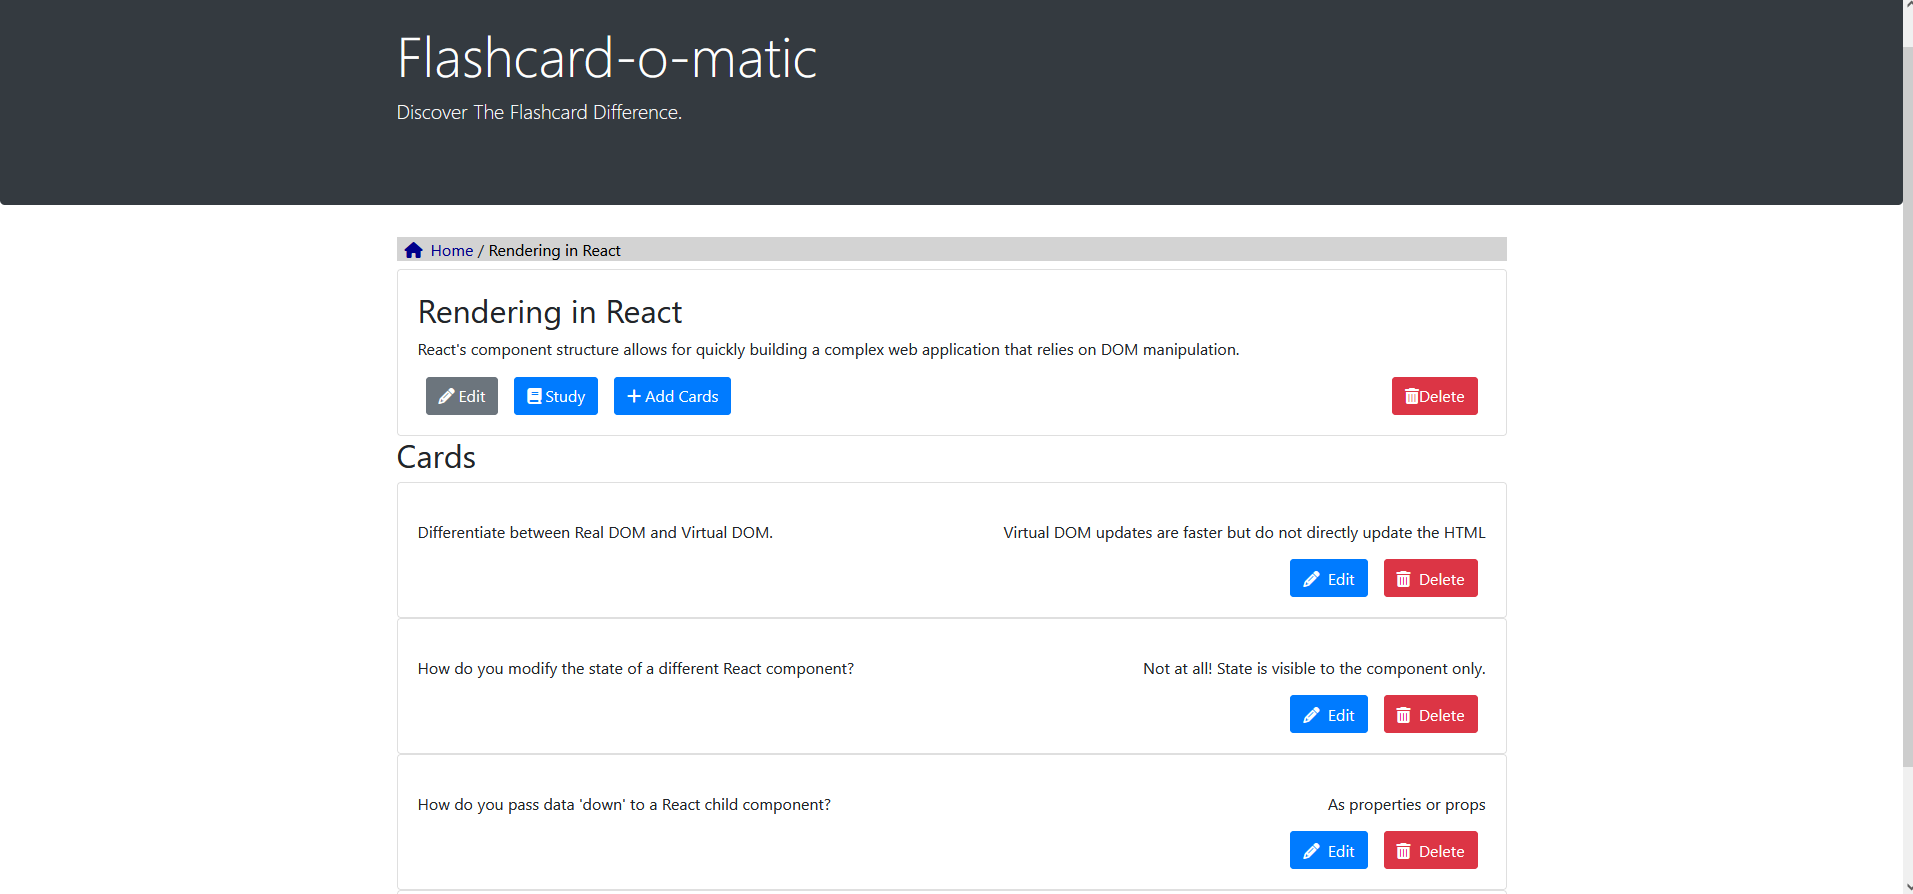 Flashcard-o-matic
Discover The Flashcard Difference.
Home / Rendering in React
Rendering in React
React's component structure allows for quickly building a complex web application that relies on DOM manipulation.
Edit Study Add Cards Delete
Cards
Differentiate between Real DOM and Virtual DOM. Virtual DOM updates are faster but do not directly update the HTML
Edit Delete
How do you modify the state of a different React component? Not at all! State is visible to the component only.
Edit Delete
How do you pass data 'down' to a React child component? As properties or props
Edit Delete